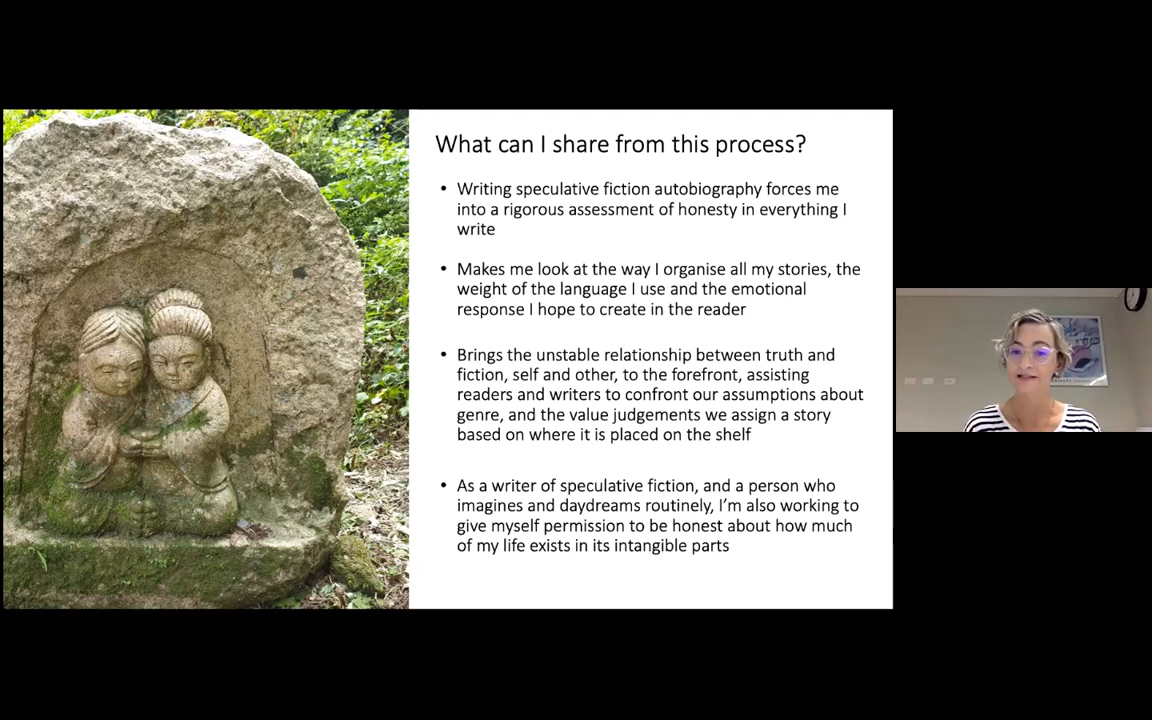 What can I share from this process?
• Writing speculative fiction autobiography forces me
into a rigorous assessment of honesty in everything I
write
• Makes me look at the way I organise all my stories, the
weight of the language I use and the emotional
response I hope to create in the reader
• Brings the unstable relationship between truth and
fiction, self and other, to the forefront, assisting
readers and writers to confront our assumptions about
genre, and the value judgements we assign a story
based on where it is placed on the shelf
• As a writer of speculative fiction, and a person who
imagines and daydreams routinely, I'm also working to
give myself permission to be honest about how much
of my life exists in its intangible parts